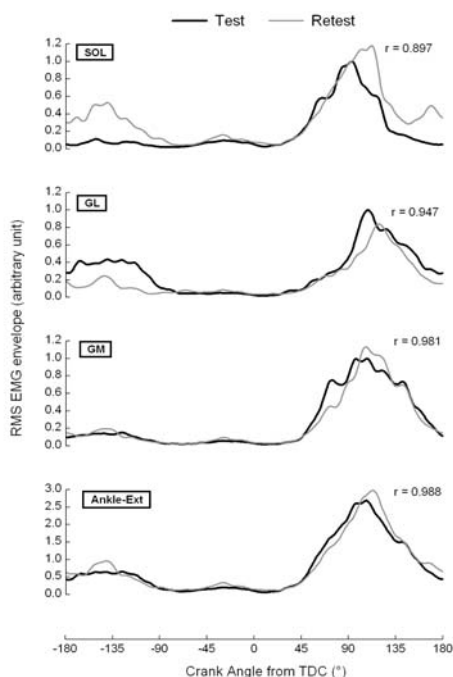 Test Retest
SOL
r = 0.897
1.2
1.0
0.8
0.6
0.4
0.2
0.0
GL
r = 0.947
1.2
1.0
0.8
0.6
0.4
0.2
0.0
RMS EMG envelope (arbitrary unit)
GM
r = 0.981
1.2
1.0
0.8
0.6
0.4
0.2
0.0
Ankle-Ext
r = 0.988
3.0
2.5
2.0
1.5
1.0
0.5
0.0
-180 -135 -90 -45 0 45 90 135 180
Crank Angle from TDC (°)